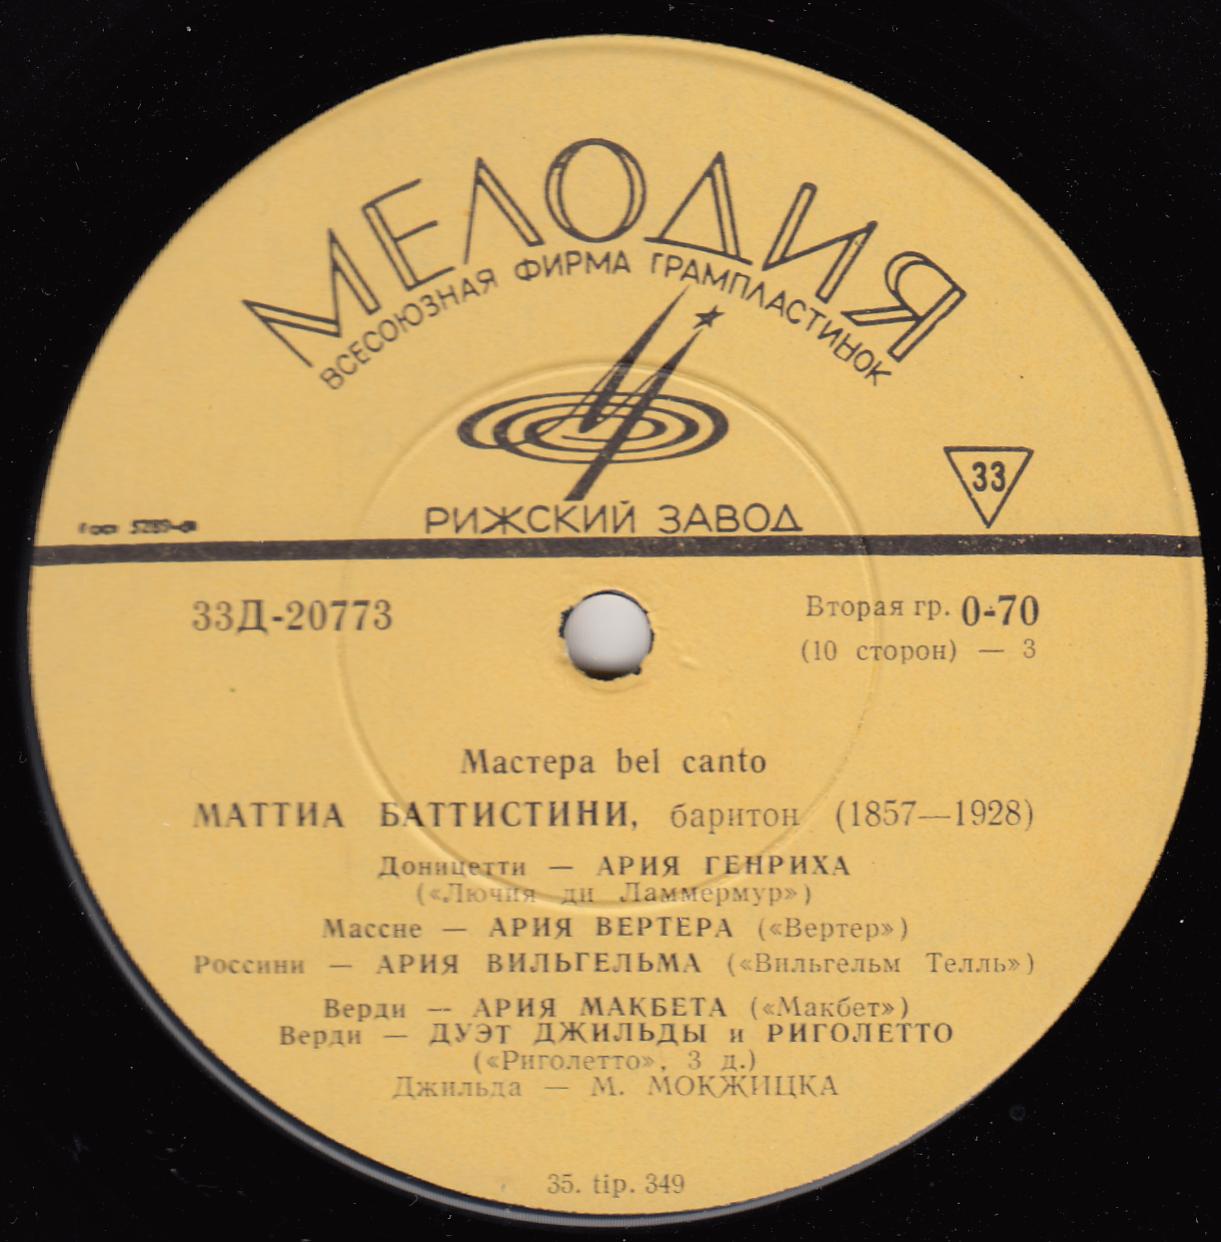 МЕЛОДИЯ
ВСЕСОЮЗНАЯ ФИРМА ГРАМПЛАСТИНОК
33
РИЖСКИЙ ЗАВОД
Гост 5289-
33Д-20773
Вторая гр. 0-70
(10 сторон) — 3
Мастера bel canto
МАТТИА БАТТИСТИНИ, баритон (1857—1928)
Доницетти — АРИЯ ГЕНРИХА
(«Лючия ди Ламмермур»)
Массне — АРИЯ ВЕРТЕРА («Вертер»)
Россини — АРИЯ ВИЛЬГЕЛЬМА («Вильгельм Телль»)
Верди — АРИЯ МАКБЕТА («Макбет»)
Верди — ДУЭТ ДЖИЛЬДЫ и РИГОЛЕТТО
(«Риголетто», 3 д.)
Джильда — М. МОКЖИЦКА
35. tip. 349